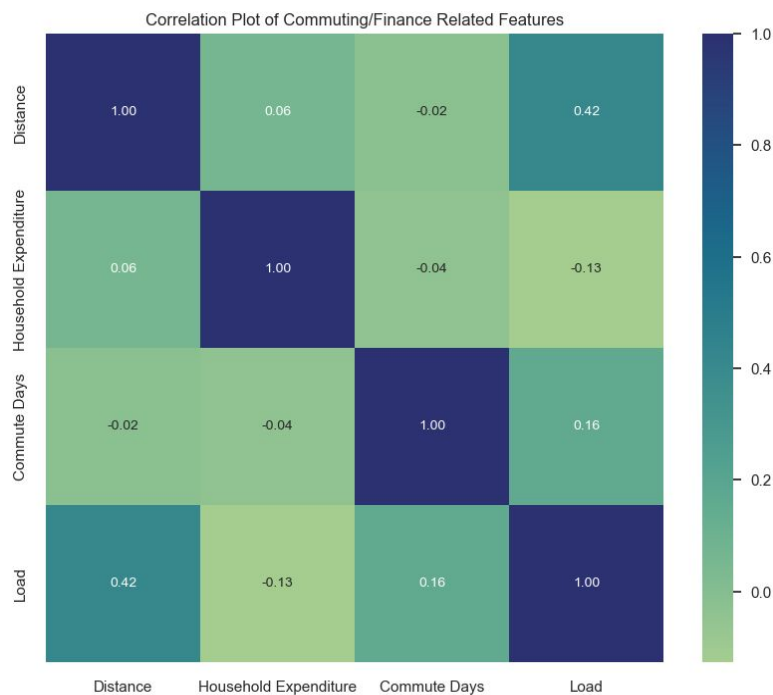 Correlation Plot of Commuting/Finance Related Features
Distance
1.00
0.06
-0.02
0.42
Household Expenditure
0.06
1.00
-0.04
-0.13
Commute Days
-0.02
-0.04
1.00
0.16
Load
0.42
-0.13
0.16
1.00
Distance
Household Expenditure
Commute Days
Load
1.0
0.8
0.6
0.4
0.2
0.0